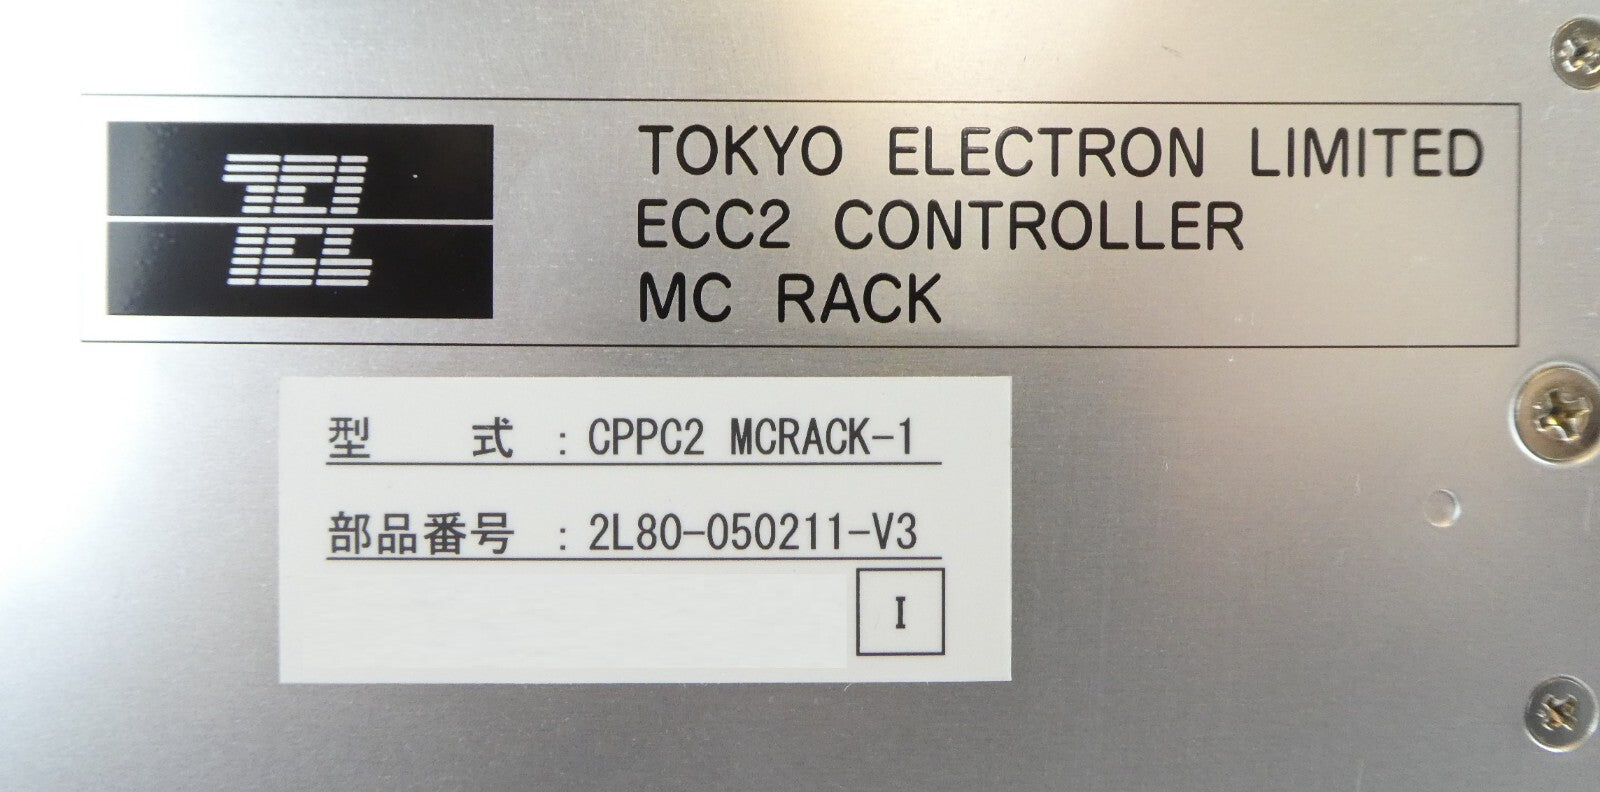 TEL
TOKYO ELECTRON LIMITED
ECC2 CONTROLLER
MC RACK
型 式 : CPPC2 MCRACK-1
部品番号 : 2L80-050211-V3
I